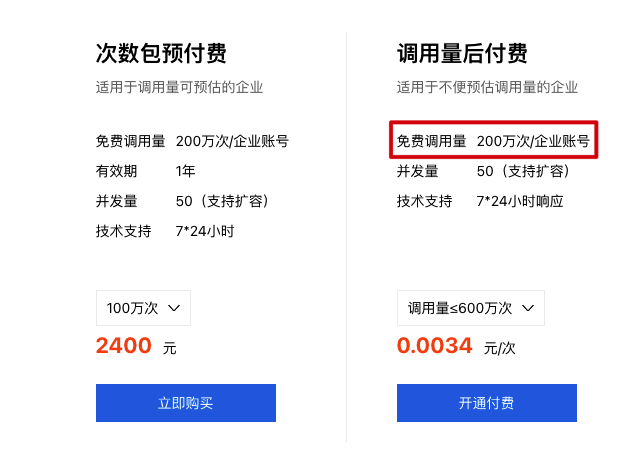 次数包预付费
适用于调用量可预估的企业
免费调用量 200万次/企业账号
有效期 1年
并发量 50（支持扩容）
技术支持 7*24小时
100万次
2400 元
立即购买
调用量后付费
适用于不便预估调用量的企业
免费调用量 200万次/企业账号
并发量 50（支持扩容）
技术支持 7*24小时响应
调用量≤600万次
0.0034 元/次
开通付费